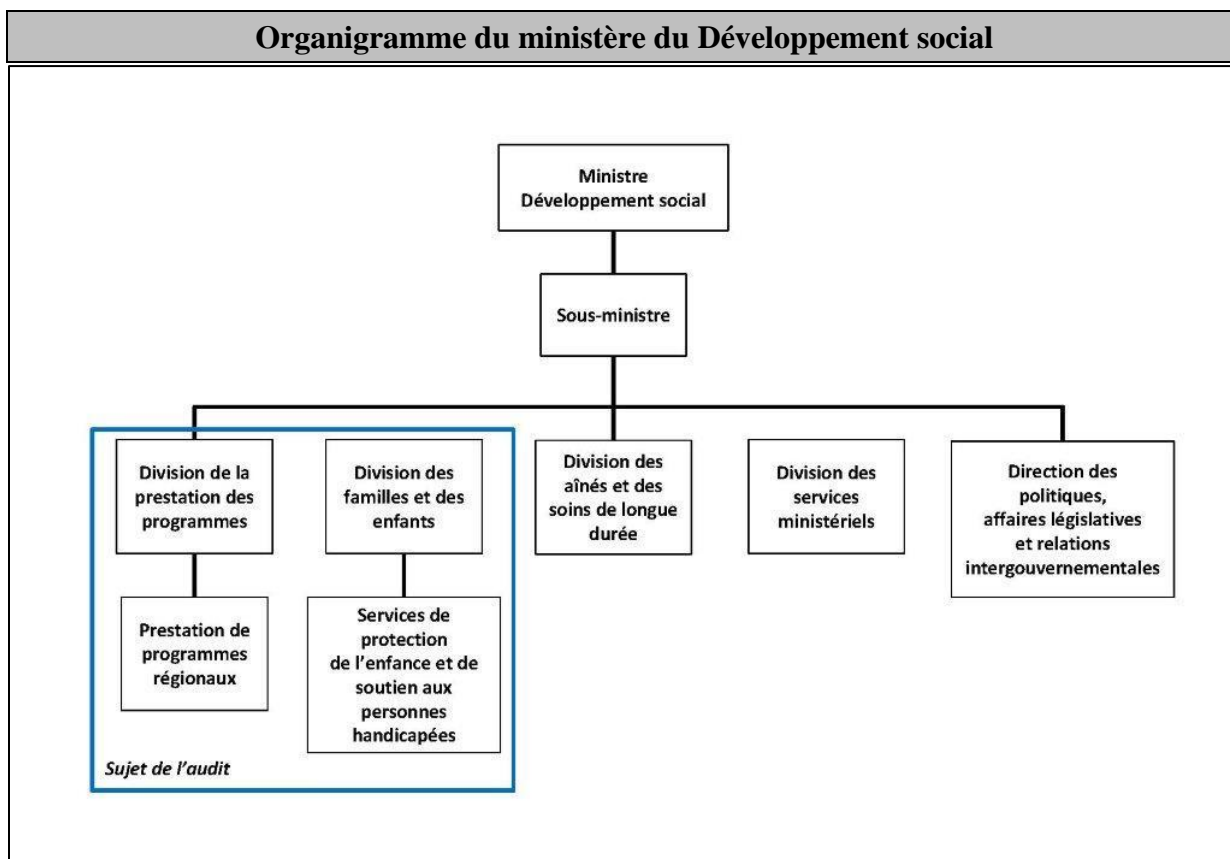 Organigramme du ministère du Développement social
Ministre
Développement social
Sous-ministre
Division de la
prestation des
programmes
Division des
familles et des
enfants
Division des
aînés et des
soins de longue
durée
Division des
services
ministériels
Direction des
politiques,
affaires législatives
et relations
intergouvernementales
Prestation de
programmes
régionaux
Services de
protection
de l'enfance et de
soutien aux
personnes
handicapées
Sujet de l'audit